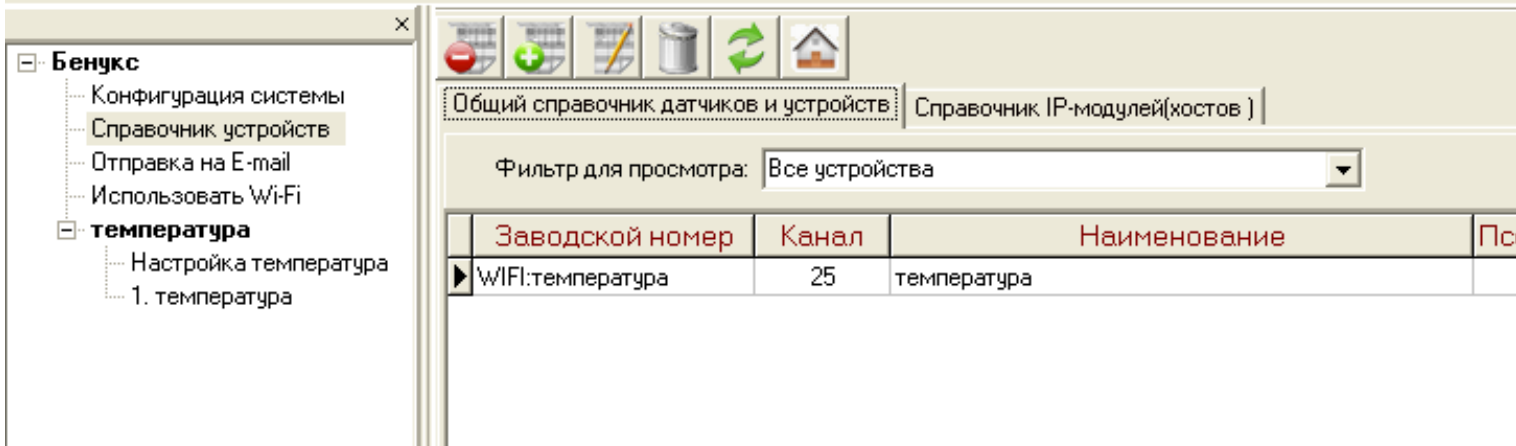 Бенукс
Конфигурация системы
Справочник устройств
Отправка на E-mail
Использовать Wi-Fi
температура
Настройка температура
1. температура
Общий справочник датчиков и устройств Справочник IP-модулей(хостов )
Фильтр для просмотра: Все устройства
Заводской номер Канал Наименование
WIFI:температура 25 температура